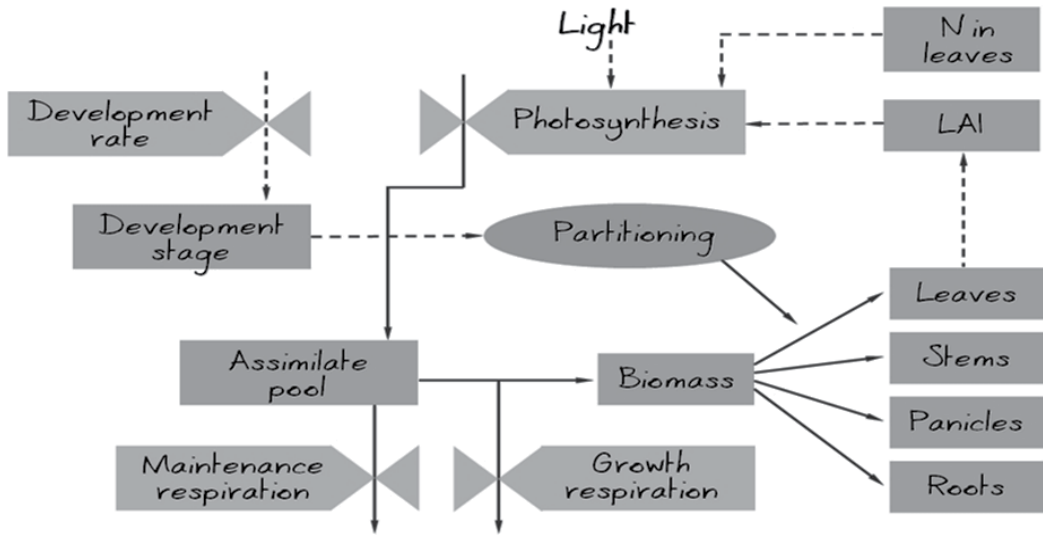 Light
N in
leaves
Development
rate
Photosynthesis
LAI
Development
stage
Partitioning
Leaves
Assimilate
pool
Biomass
Stems
Panicles
Maintenance
respiration
Growth
respiration
Roots